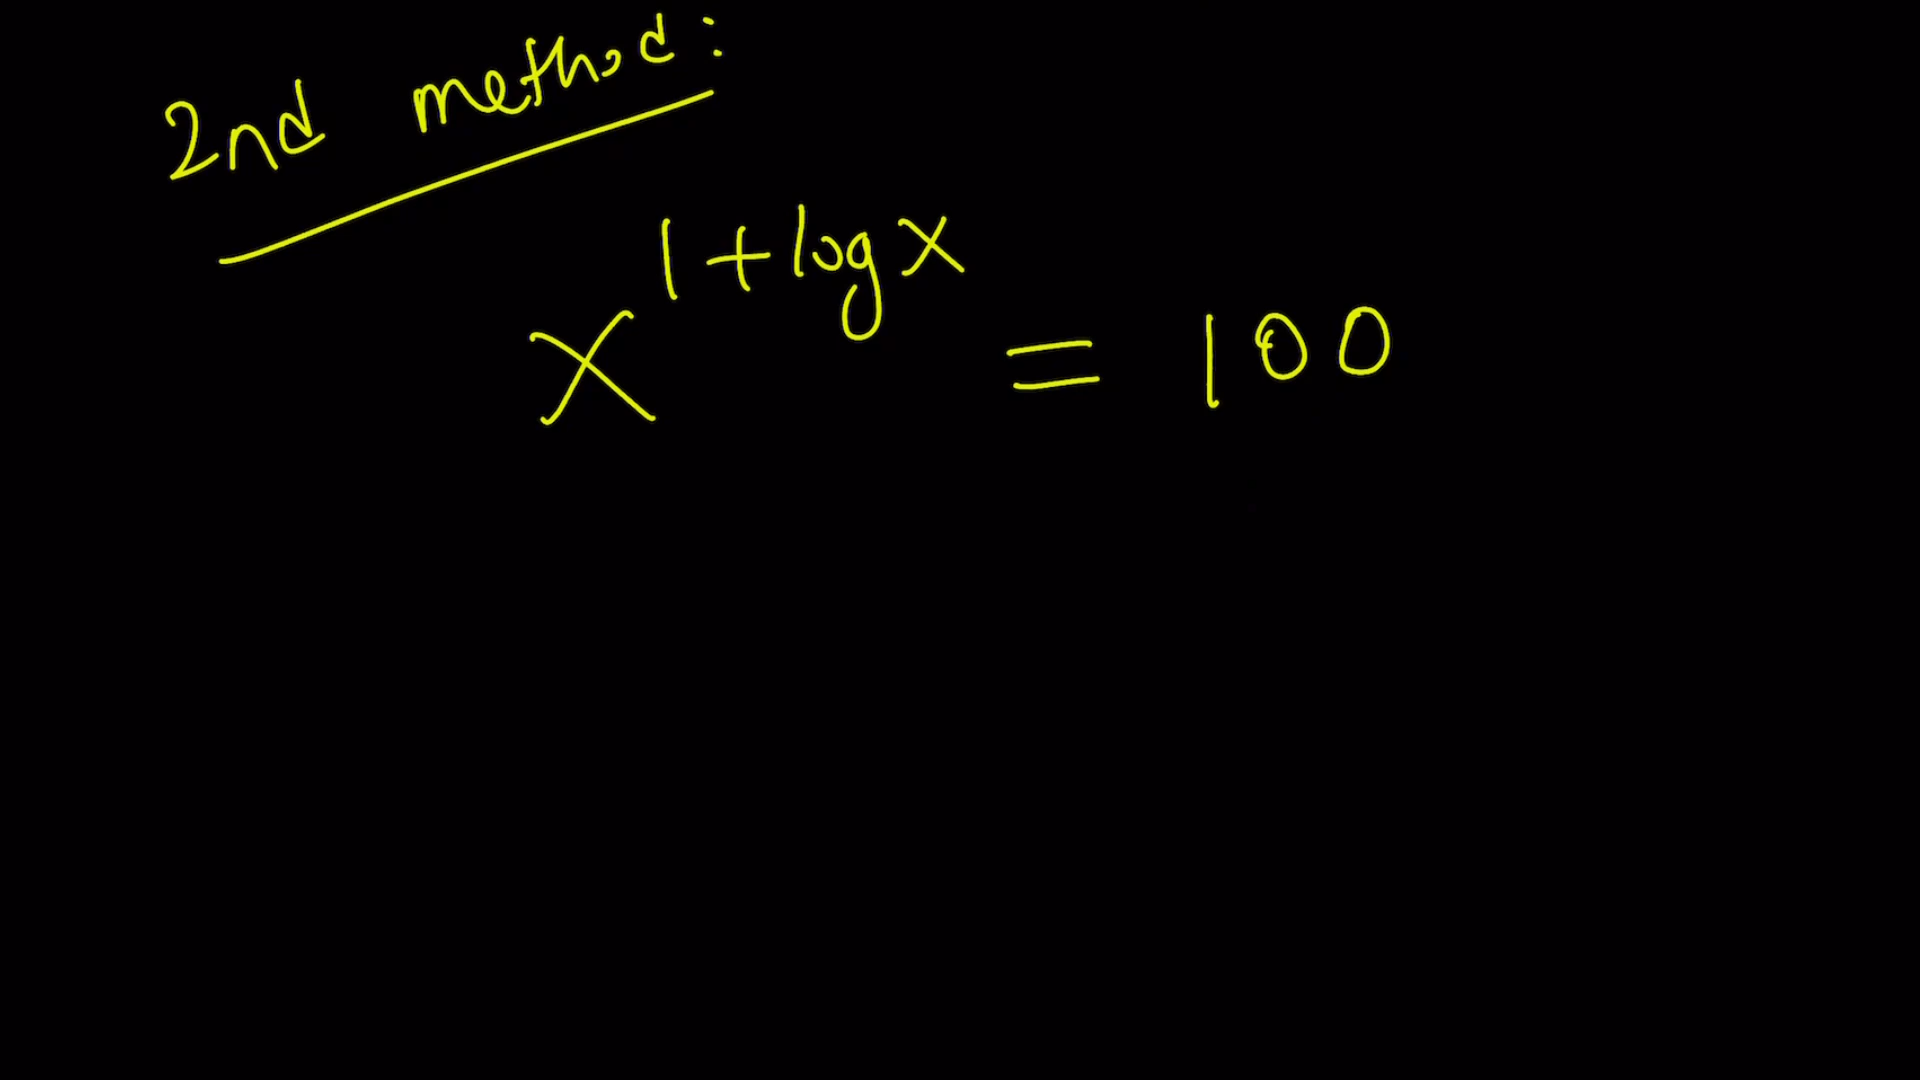 2nd method:
x^{1+log x} = 100